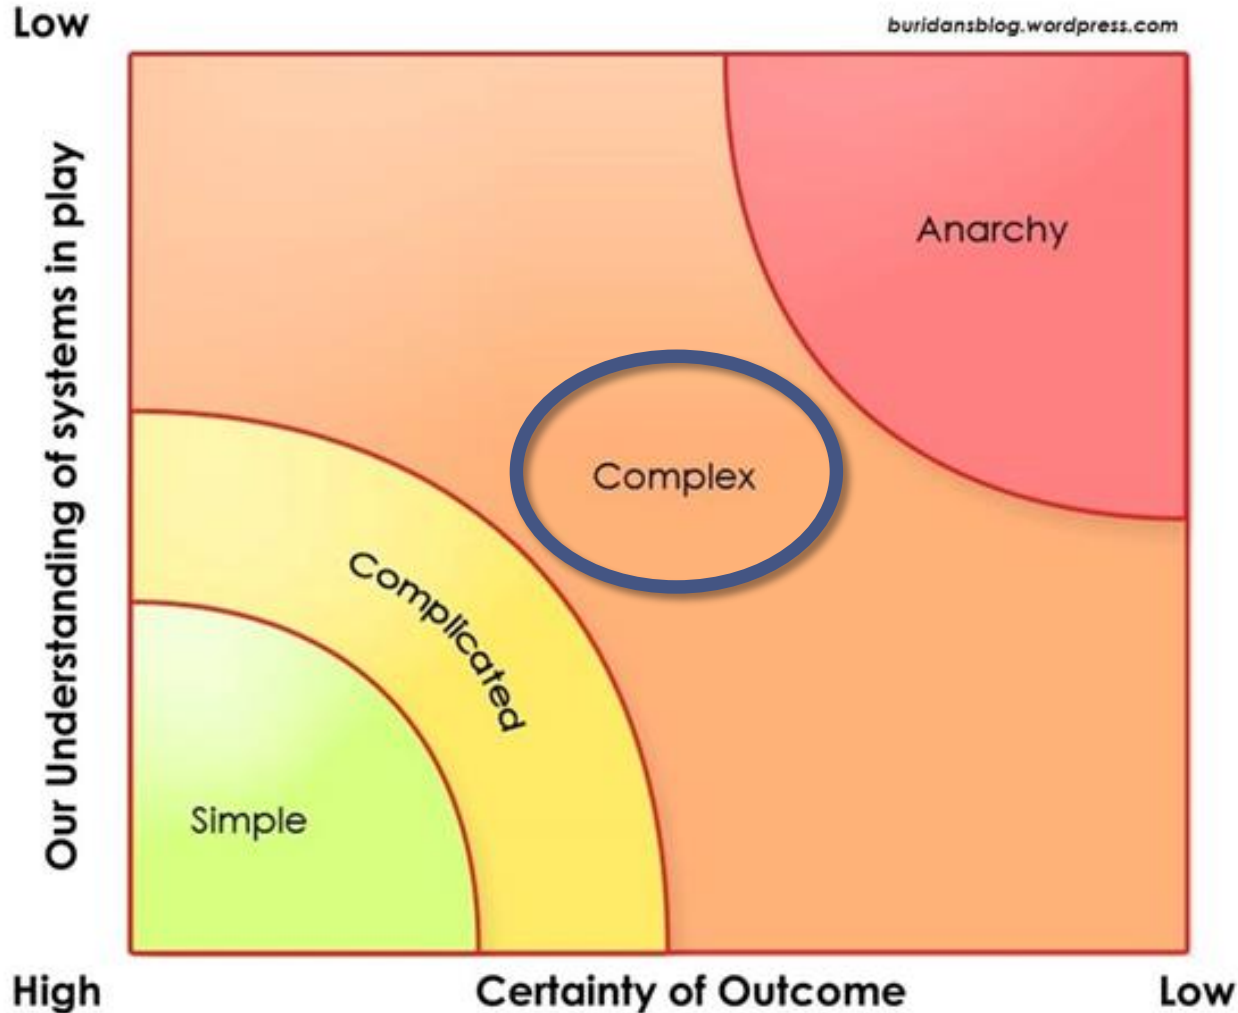 Low
buridansblog.wordpress.com
Our Understanding of systems in play
Anarchy
Complex
Complicated
Simple
High
Certainty of Outcome
Low